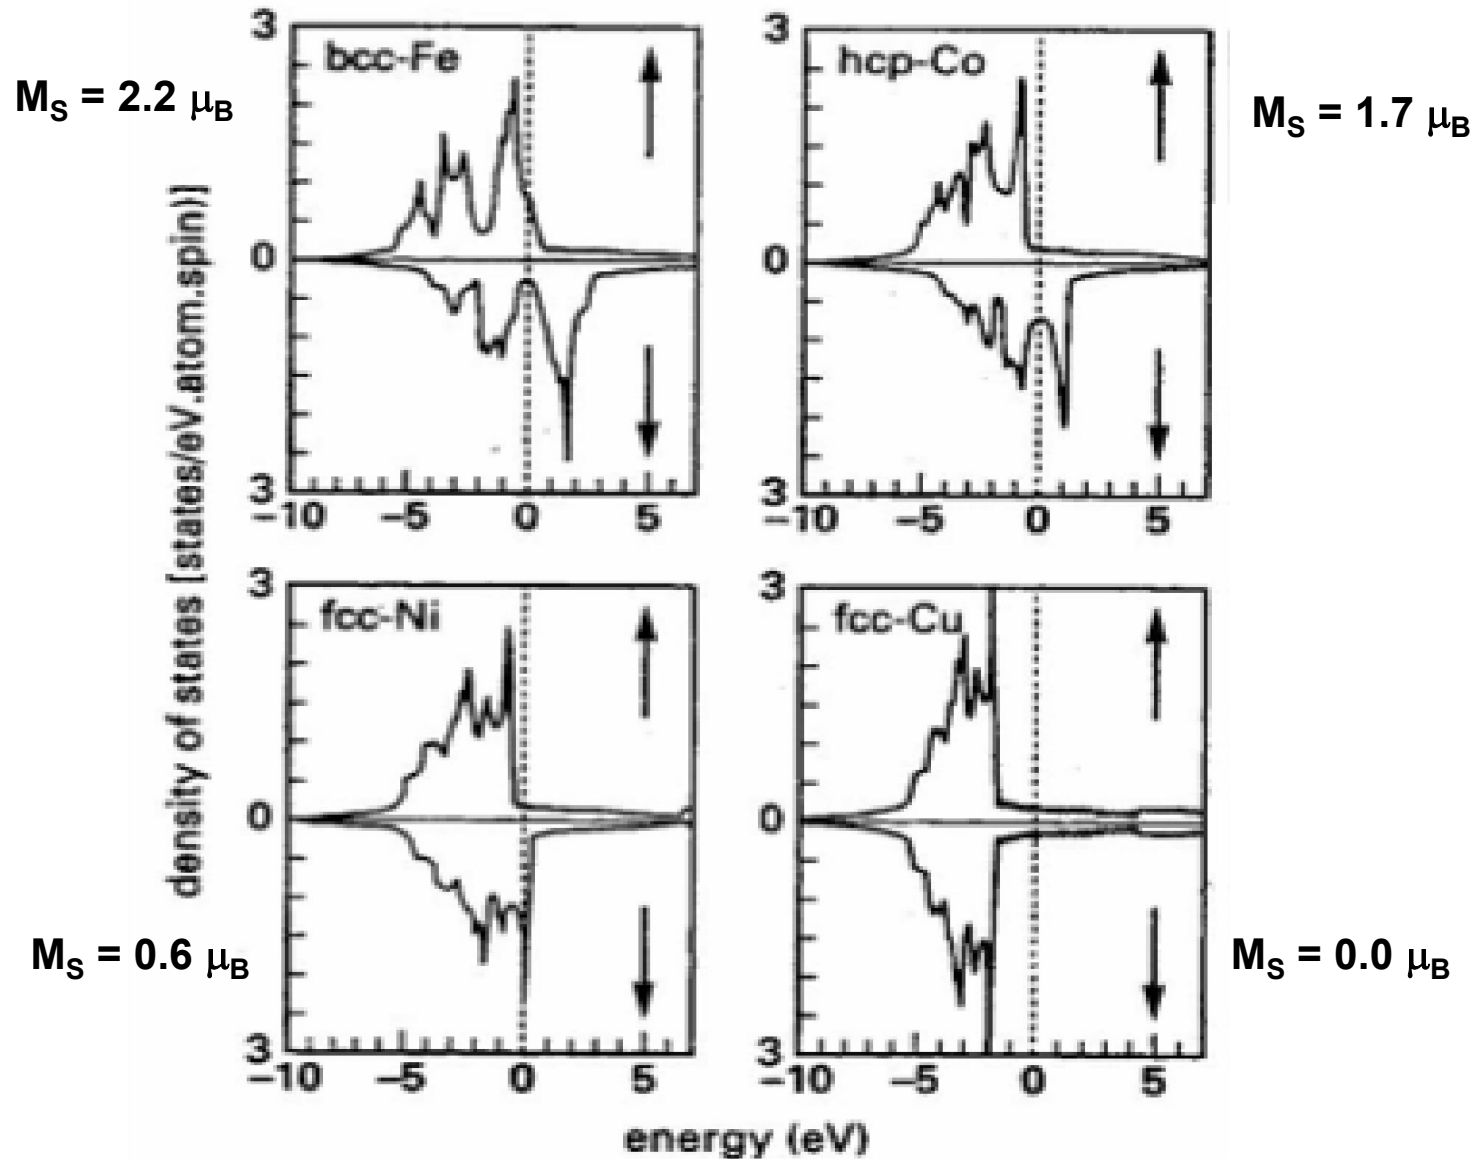 3
bcc-Fe
0
3
-10 -5 0 5
M_S = 2.2 μ_B
3
hcp-Co
0
3
-10 -5 0 5
M_S = 1.7 μ_B
density of states [states/eV.atom.spin)]
3
fcc-Ni
0
3
-10 -5 0 5
M_S = 0.6 μ_B
3
fcc-Cu
0
3
-10 -5 0 5
M_S = 0.0 μ_B
energy (eV)